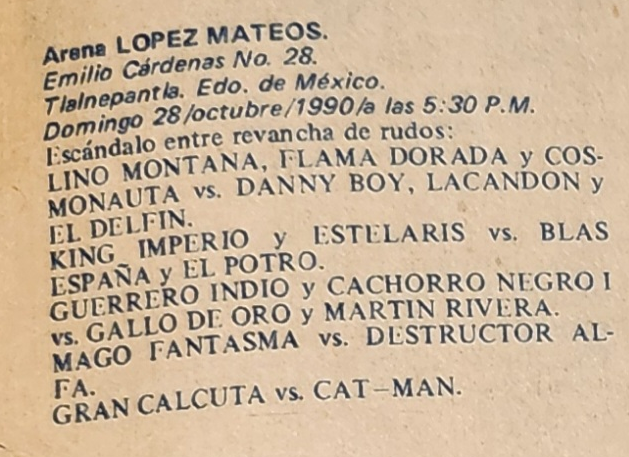 Arena LOPEZ MATEOS.
Emilio Cárdenas No. 28.
Tlalnepantla. Edo. de México.
Domingo 28/octubre/1990/a las 5:30 P.M.
Escándalo entre revancha de rudos:
LINO MONTANA, FLAMA DORADA y COS-
MONAUTA vs. DANNY BOY, LACANDON y
EL DELFIN.
KING IMPERIO y ESTELARIS vs. BLAS
ESPAÑA y EL POTRO.
GUERRERO INDIO y CACHORRO NEGRO I
vs. GALLO DE ORO y MARTIN RIVERA.
MAGO FANTASMA vs. DESTRUCTOR AL-
FA.
GRAN CALCUTA vs. CAT-MAN.